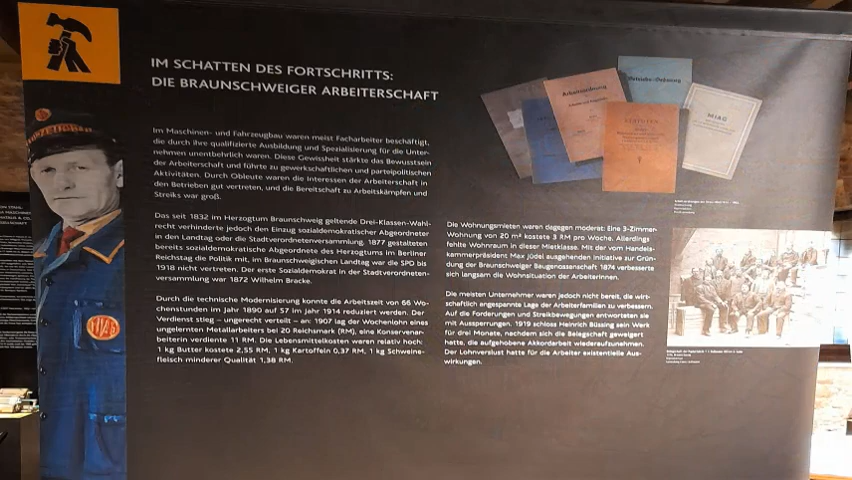 IM SCHATTEN DES FORTSCHRITTS:
DIE BRAUNSCHWEIGER ARBEITERSCHAFT
Im Maschinen- und Fahrzeugbau waren meist Facharbeiter beschäftigt,
die durch ihre qualifizierte Ausbildung und Spezialisierung für die Unter-
nehmen unentbehrlich waren. Diese Gewissheit stärkte das Bewusstsein
der Arbeiterschaft und führte zu gewerkschaftlichen und parteipolitischen
Aktivitäten. Durch Obleute waren die Interessen der Arbeiterschaft in
den Betrieben gut vertreten, und die Bereitschaft zu Arbeitskämpfen und
Streiks war groß.
Das seit 1832 im Herzogtum Braunschweig geltende Drei-Klassen-Wahl-
recht verhinderte jedoch den Einzug sozialdemokratischer Abgeordneter
in den Landtag oder die Stadtverordnetenversammlung. 1877 gestalteten
bereits sozialdemokratische Abgeordnete des Herzogtums im Berliner
Reichstag die Politik mit, im Braunschweigischen Landtag war die SPD bis
1918 nicht vertreten. Der erste Sozialdemokrat in der Stadtverordneten-
versammlung war 1872 Wilhelm Bracke.
Durch die technische Modernisierung konnte die Arbeitszeit von 66 Wo-
chenstunden im Jahr 1890 auf 57 im Jahr 1914 reduziert werden. Der
Verdienst stieg – ungerecht verteilt – an: 1907 lag der Wochenlohn eines
ungelernten Metallarbeiters bei 20 Reichsmark (RM), eine Konservenar-
beiterin verdiente 11 RM. Die Lebensmittelkosten waren relativ hoch:
1 kg Butter kostete 2,55 RM, 1 kg Kartoffeln 0,37 RM, 1 kg Schweine-
fleisch minderer Qualität 1,38 RM.
Die Wohnungsmieten waren dagegen moderat: Eine 3-Zimmer-
Wohnung von 20 m² kostete 3 RM pro Woche. Allerdings
fehlte Wohnraum in dieser Mietklasse. Mit der vom Handels-
kammerpräsident Max Jüdel ausgehenden Initiative zur Grün-
dung der Braunschweiger Baugenossenschaft 1874 verbesserte
sich langsam die Wohnsituation der ArbeiterInnen.
Die meisten Unternehmer waren jedoch nicht bereit, die wirt-
schaftlich angespannte Lage der Arbeiterfamilien zu verbessern.
Auf die Forderungen und Streikbewegungen antworteten sie
mit Aussperrungen. 1919 schloss Heinrich Büssing sein Werk
für drei Monate, nachdem sich die Belegschaft geweigert
hatte, die aufgehobene Akkordarbeit wiederaufzunehmen.
Der Lohnverlust hatte für die Arbeiter existentielle Aus-
wirkungen.
Arbeitsordnung
Betriebs-Ordnung
STATUTEN
MIAG